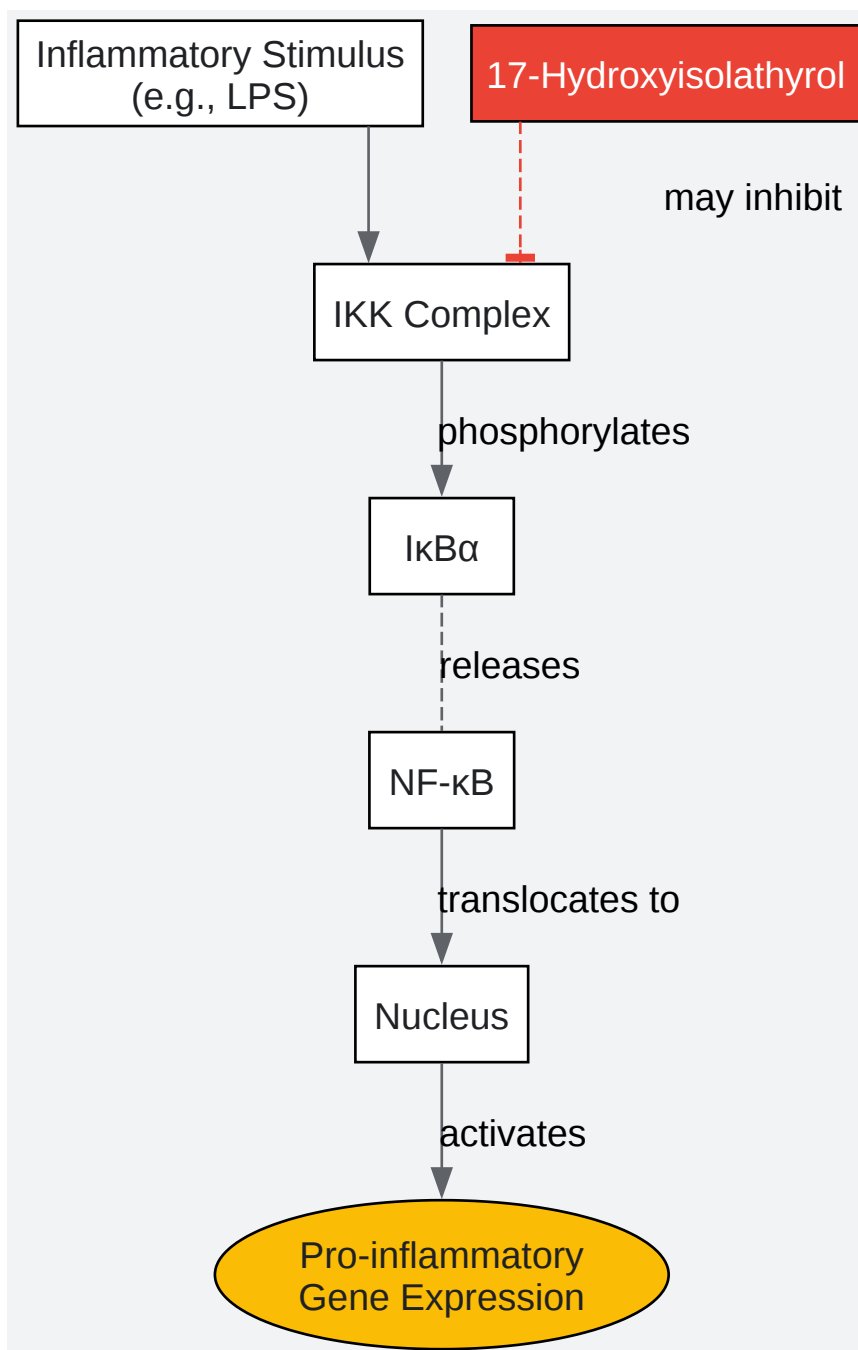 Inflammatory Stimulus
(e.g., LPS)
17-Hydroxyisolathyrol
may inhibit
IKK Complex
phosphorylates
IκBα
releases
NF-κB
translocates to
Nucleus
activates
Pro-inflammatory
Gene Expression